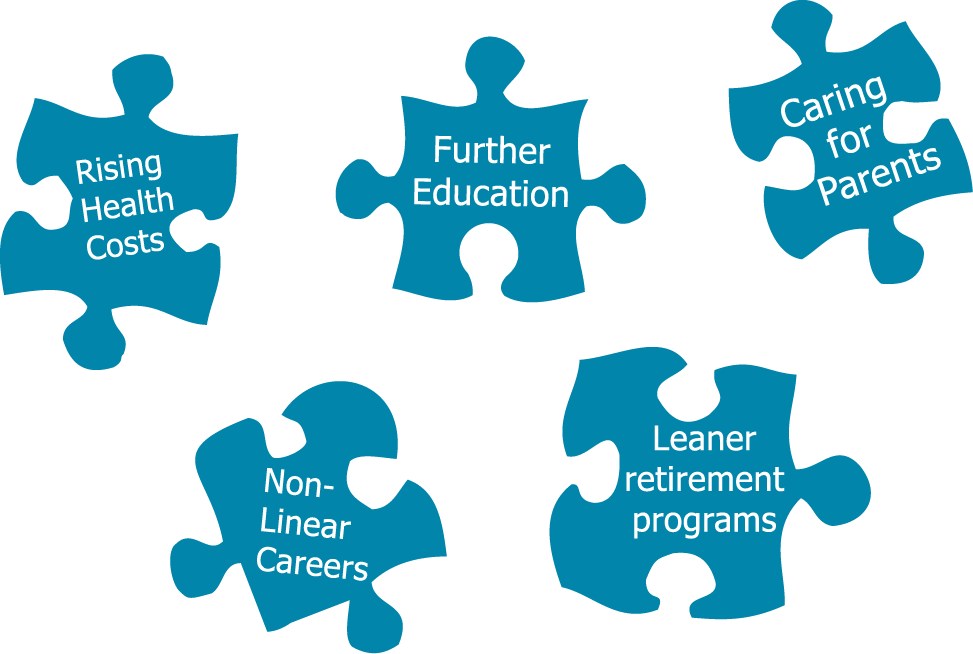 Rising
Health
Costs
Further
Education
Caring
for
Parents
Non-
Linear
Careers
Leaner
retirement
programs